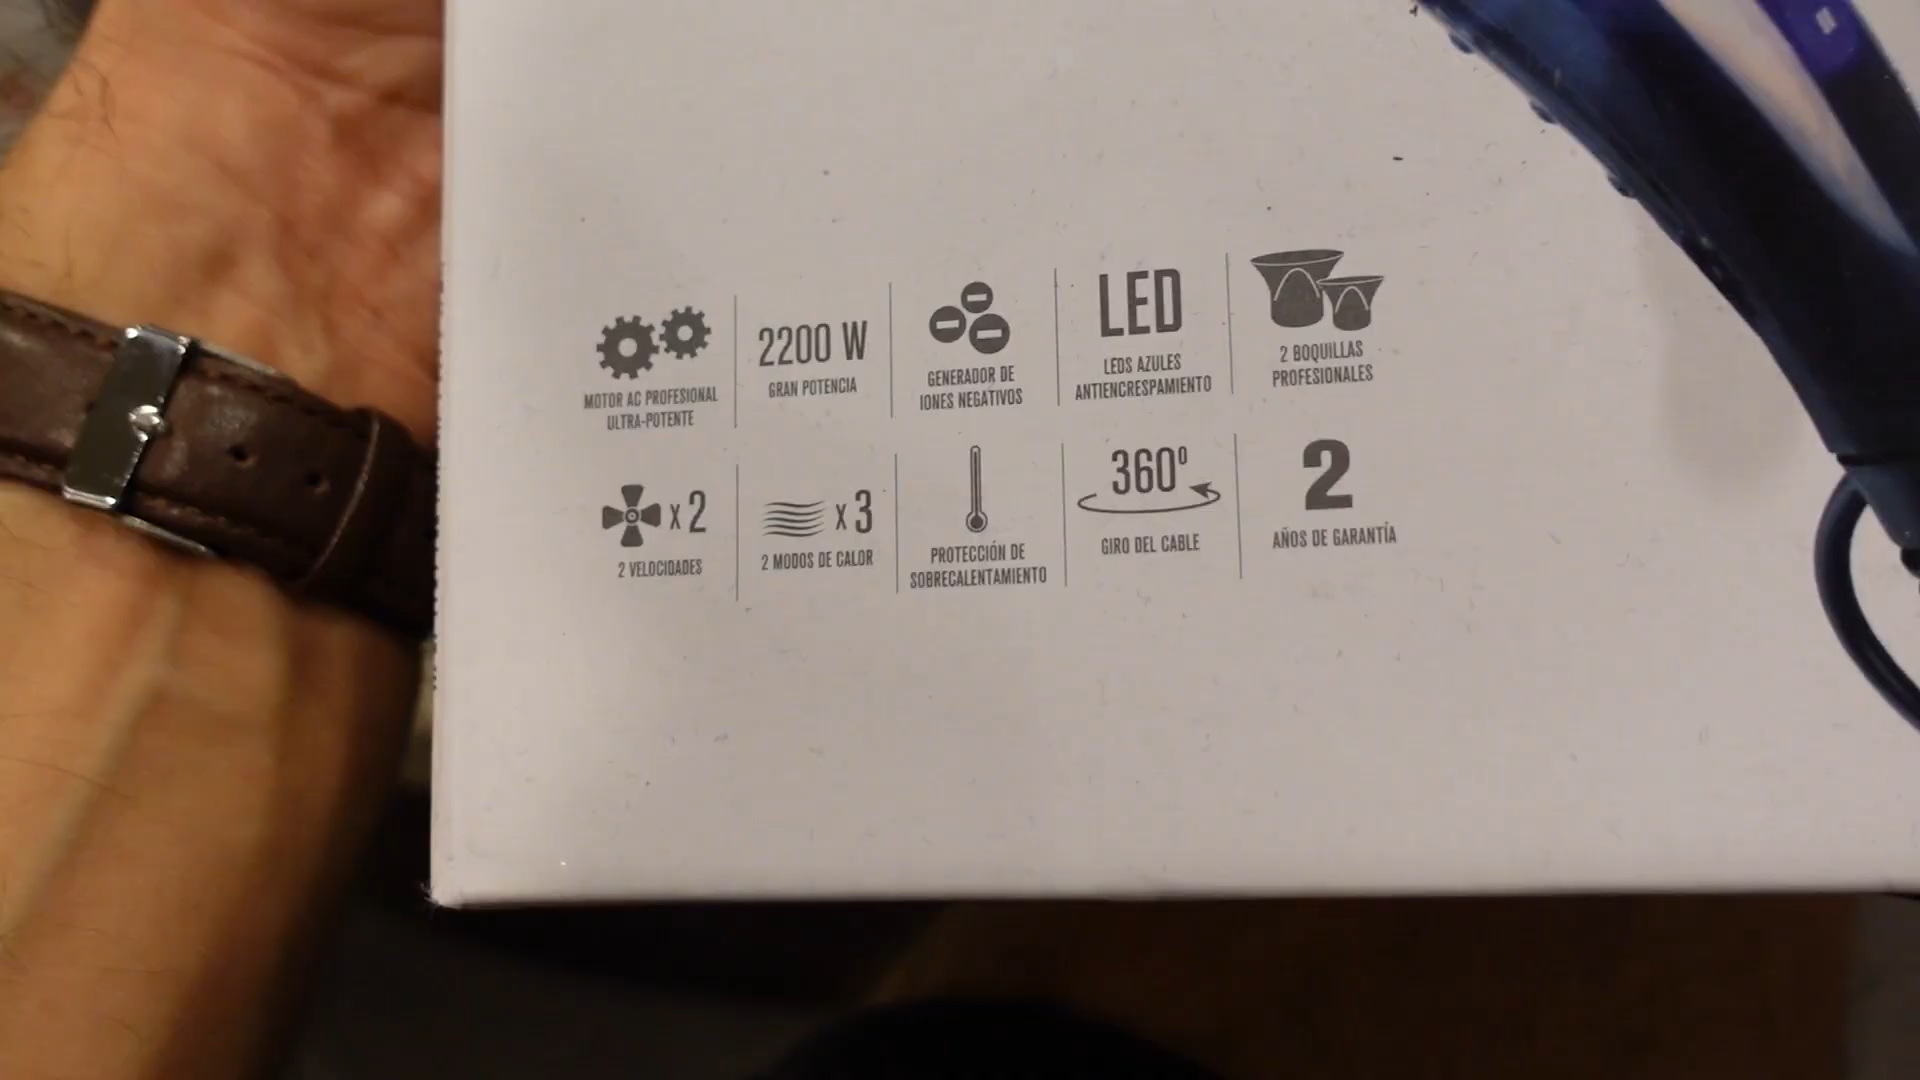 MOTOR AC PROFESIONAL
ULTRA-POTENTE
2200 W
GRAN POTENCIA
GENERADOR DE
IONES NEGATIVOS
LED
LEDS AZULES
ANTIENCRESPAMIENTO
2 BOQUILLAS
PROFESIONALES
x 2
2 VELOCIDADES
x 3
2 MODOS DE CALOR
PROTECCIÓN DE
SOBRECALENTAMIENTO
360º
GIRO DEL CABLE
2
AÑOS DE GARANTÍA